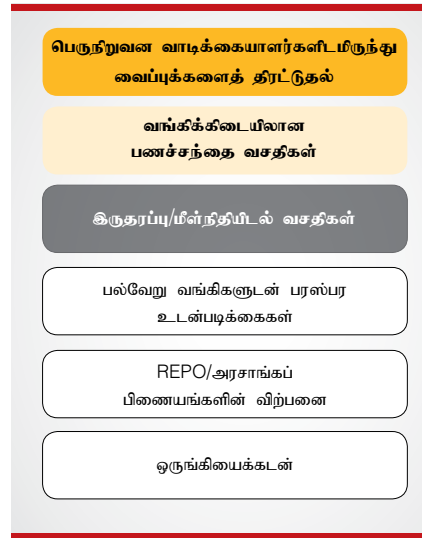 பெருநிறுவன வாடிக்கையாளர்களிடமிருந்து
வைப்புக்களைத் திரட்டுதல்
வங்கிக்கிடையிலான
பணச்சந்தை வசதிகள்
இருதரப்பு/மீள்நிதியிடல் வசதிகள்
பல்வேறு வங்கிகளுடன் பரஸ்பர
உடன்படிக்கைகள்
REPO/அரசாங்கப்
பிணையங்களின் விற்பனை
ஒருங்கியைக்கடன்